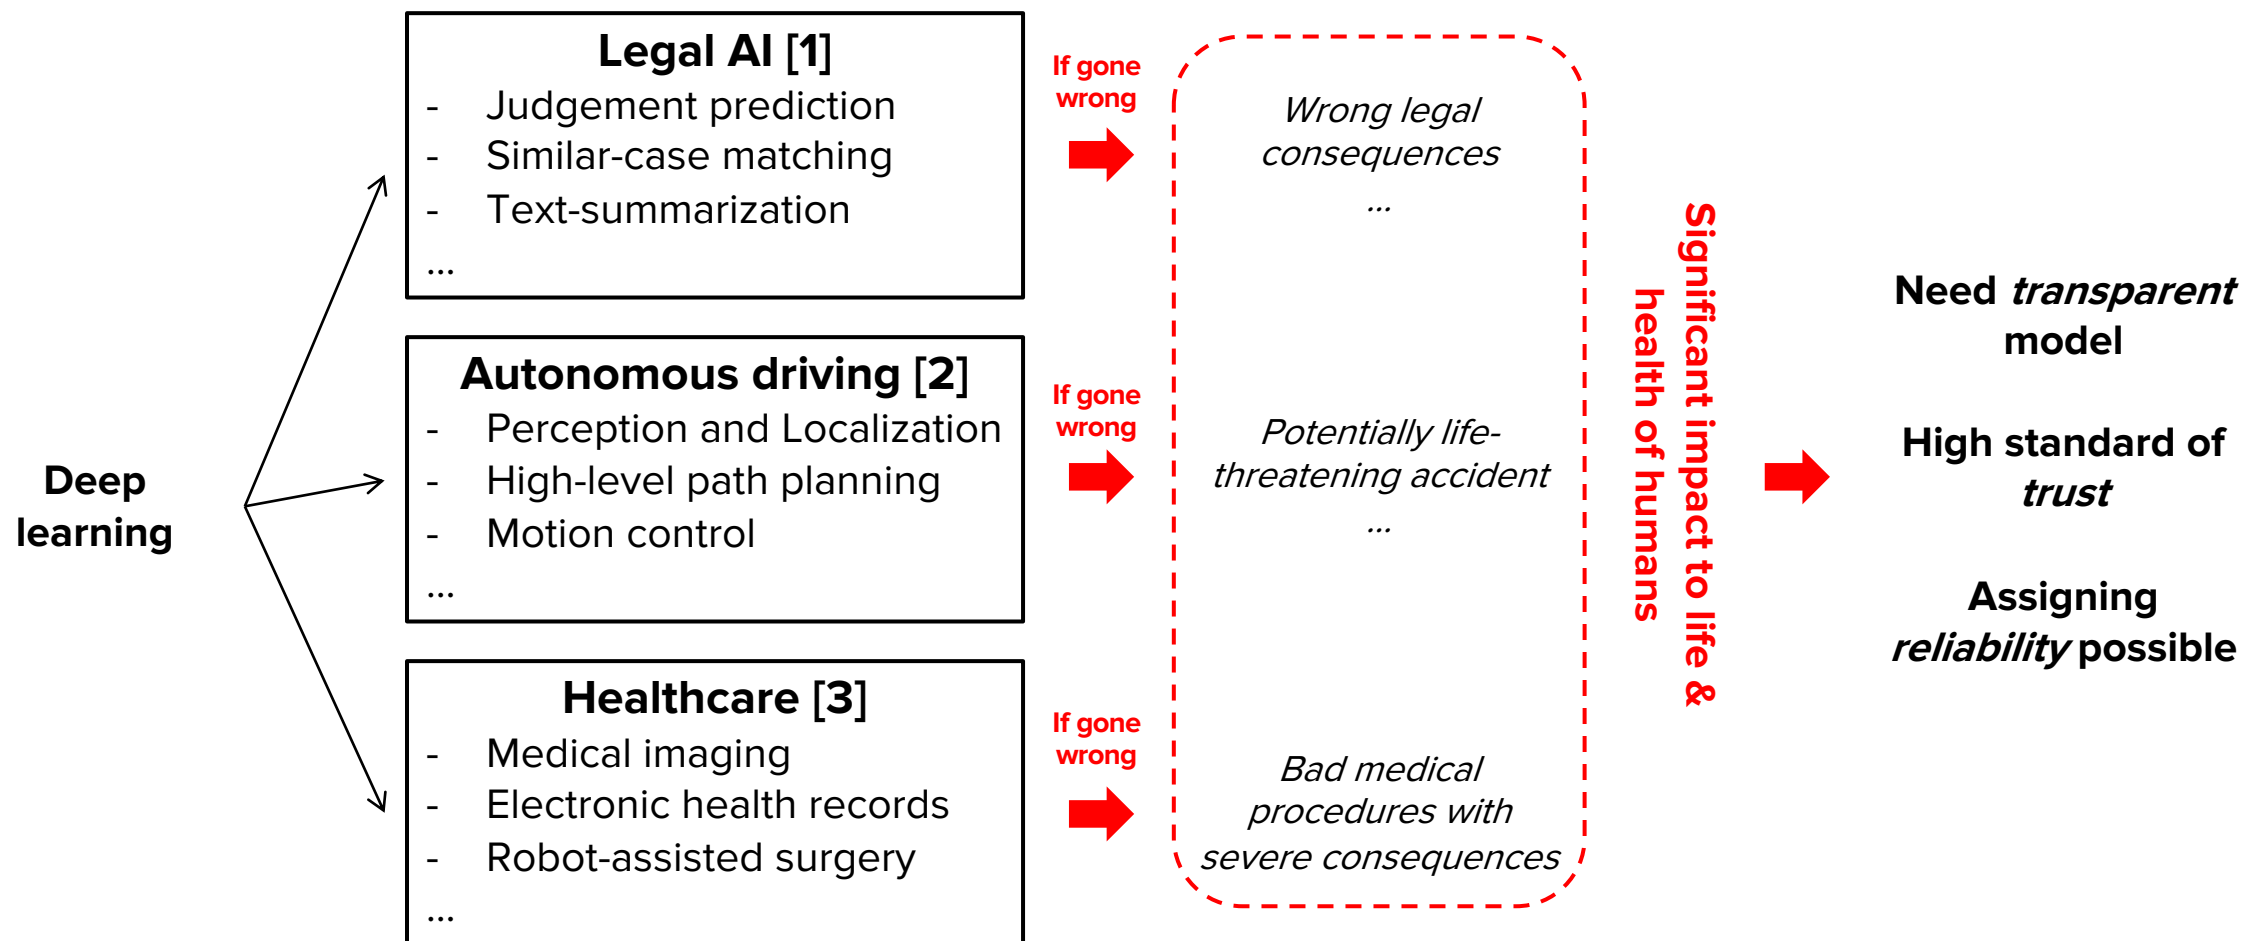 Deep
learning
Legal AI [1]
- Judgement prediction
- Similar-case matching
- Text-summarization
...
If gone
wrong
Wrong legal
consequences
...
Autonomous driving [2]
- Perception and Localization
- High-level path planning
- Motion control
...
If gone
wrong
Potentially life-
threatening accident
...
Healthcare [3]
- Medical imaging
- Electronic health records
- Robot-assisted surgery
...
If gone
wrong
Bad medical
procedures with
severe consequences
Significant impact to life &
health of humans
Need transparent
model
High standard of
trust
Assigning
reliability possible